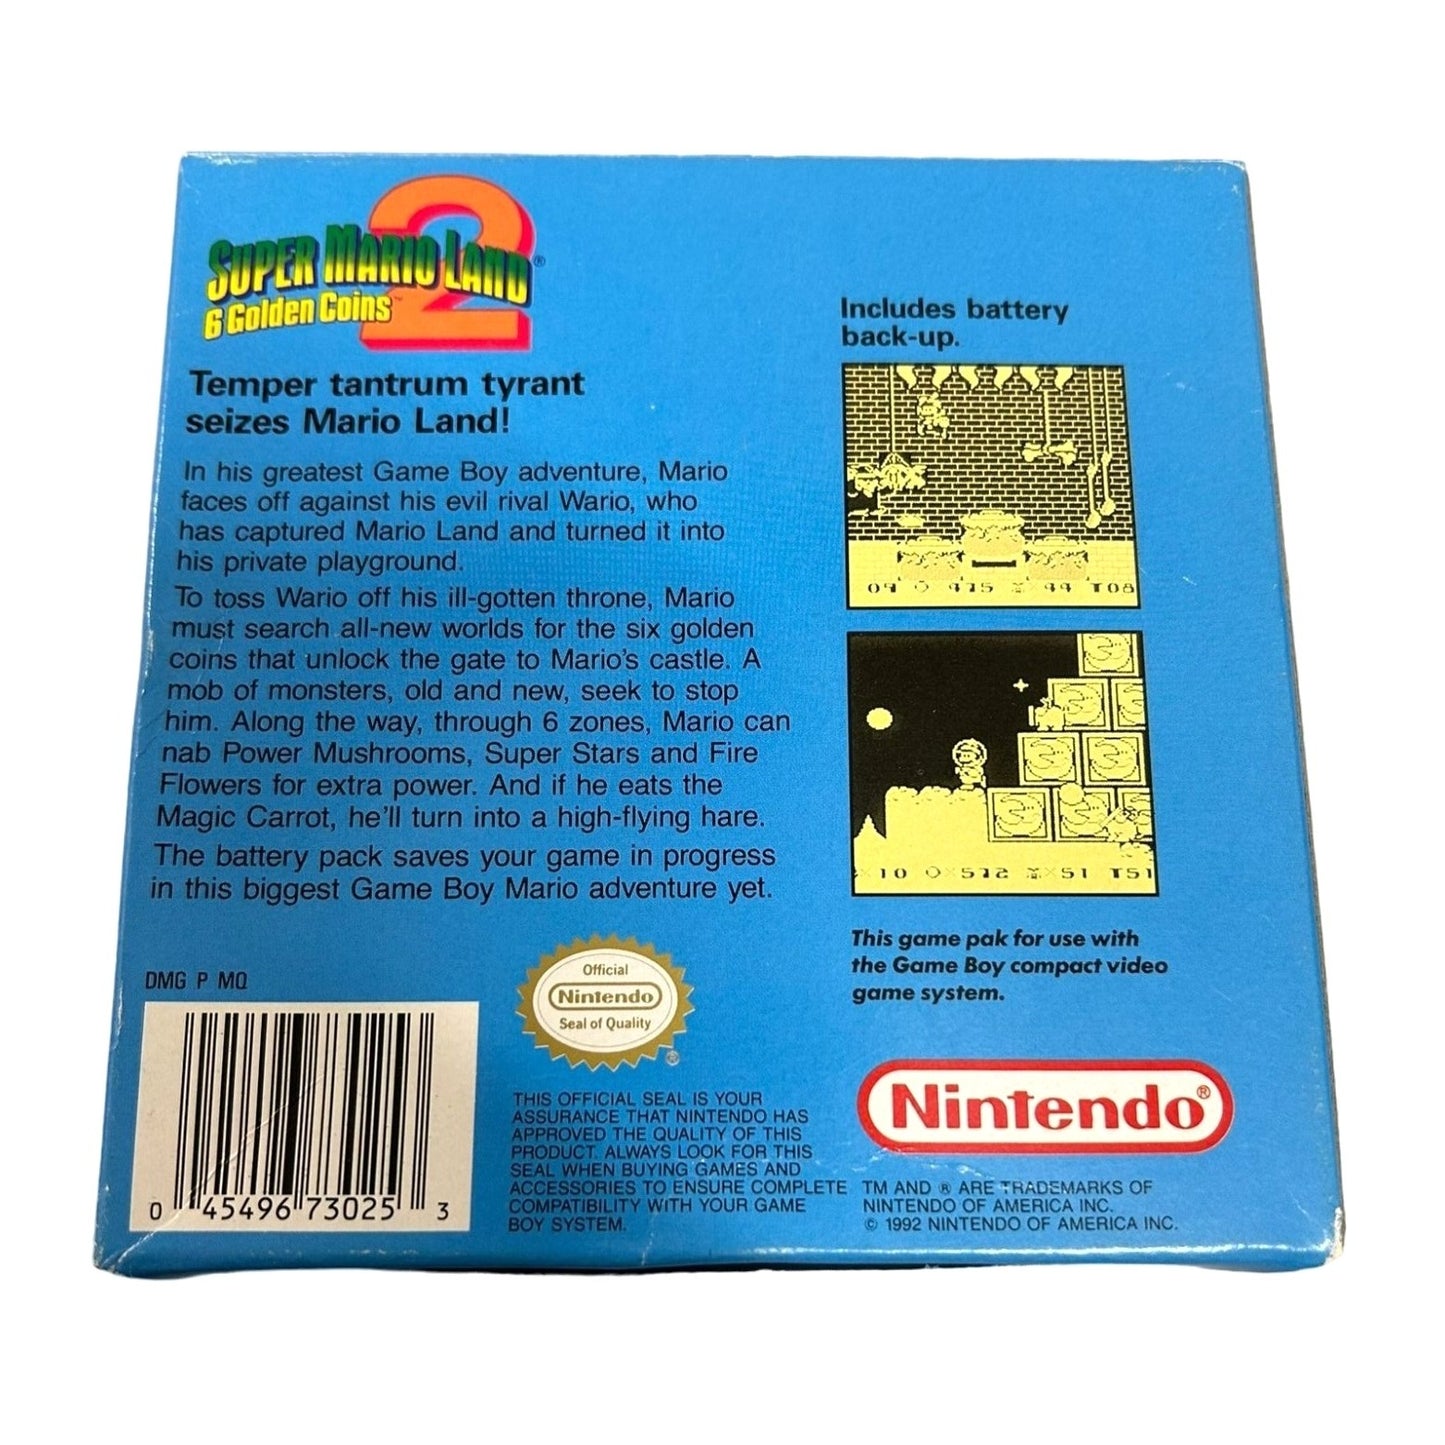 2
SUPER MARIO LAND®
6 Golden Coins™
Temper tantrum tyrant
seizes Mario Land!
In his greatest Game Boy adventure, Mario
faces off against his evil rival Wario, who
has captured Mario Land and turned it into
his private playground.
To toss Wario off his ill-gotten throne, Mario
must search all-new worlds for the six golden
coins that unlock the gate to Mario's castle. A
mob of monsters, old and new, seek to stop
him. Along the way, through 6 zones, Mario can
nab Power Mushrooms, Super Stars and Fire
Flowers for extra power. And if he eats the
Magic Carrot, he'll turn into a high-flying hare.
The battery pack saves your game in progress
in this biggest Game Boy Mario adventure yet.
DMG P MQ
0 45496 73025 3
Official
Nintendo
Seal of Quality
®
THIS OFFICIAL SEAL IS YOUR
ASSURANCE THAT NINTENDO HAS
APPROVED THE QUALITY OF THIS
PRODUCT. ALWAYS LOOK FOR THIS
SEAL WHEN BUYING GAMES AND
ACCESSORIES TO ENSURE COMPLETE
COMPATIBILITY WITH YOUR GAME
BOY SYSTEM.
Includes battery
back-up.
09 475 44 T08
×10 ×512 ×51 T51
This game pak for use with
the Game Boy compact video
game system.
Nintendo®
TM AND ® ARE TRADEMARKS OF
NINTENDO OF AMERICA INC.
© 1992 NINTENDO OF AMERICA INC.